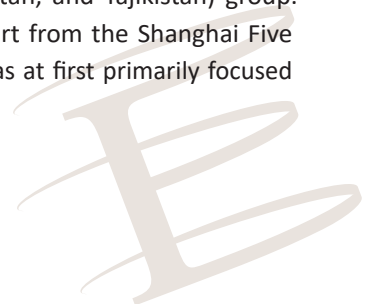 tan, and Tajikistan) group.
rt from the Shanghai Five
as at first primarily focused